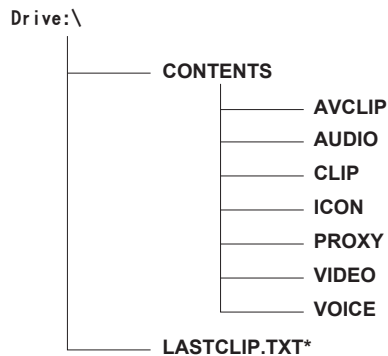 Drive:\
CONTENTS
AVCLIP
AUDIO
CLIP
ICON
PROXY
VIDEO
VOICE
LASTCLIP.TXT*